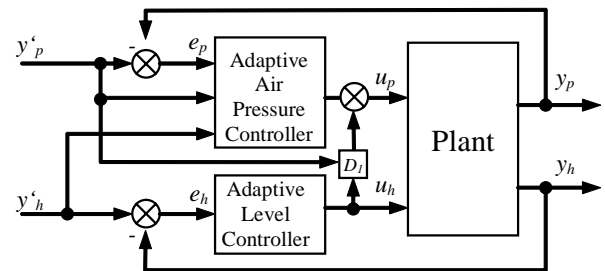 -
y'p
ep
Adaptive
Air
Pressure
Controller
up
Plant
yp
D1
y'h
eh
Adaptive
Level
Controller
uh
yh
-